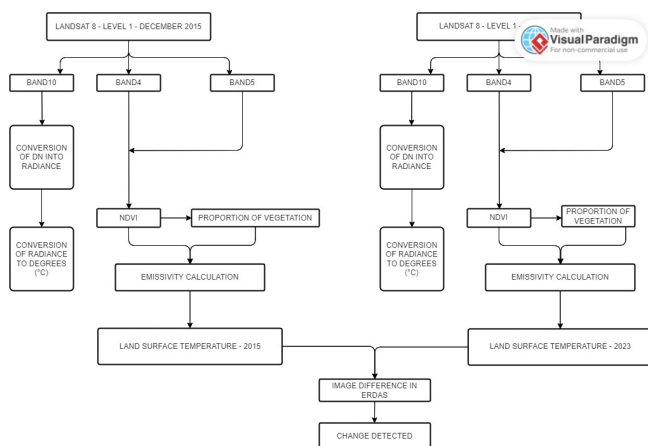 LANDSAT 8 - LEVEL 1 - DECEMBER 2015
LANDSAT 8 - LEVEL 1 -
Made with
Visual Paradigm
For non-commercial use
BAND10
BAND4
BAND5
BAND10
BAND4
BAND5
CONVERSION
OF DN INTO
RADIANCE
CONVERSION
OF DN INTO
RADIANCE
NDVI
PROPORTION OF VEGETATION
NDVI
PROPORTION OF
VEGETATION
CONVERSION
OF RADIANCE
TO DEGREES
(°C)
CONVERSION
OF RADIANCE
TO DEGREES
(°C)
EMISSIVITY CALCULATION
EMISSIVITY CALCULATION
LAND SURFACE TEMPERATURE - 2015
LAND SURFACE TEMPERATURE - 2023
IMAGE DIFFERENCE IN
ERDAS
CHANGE DETECTED